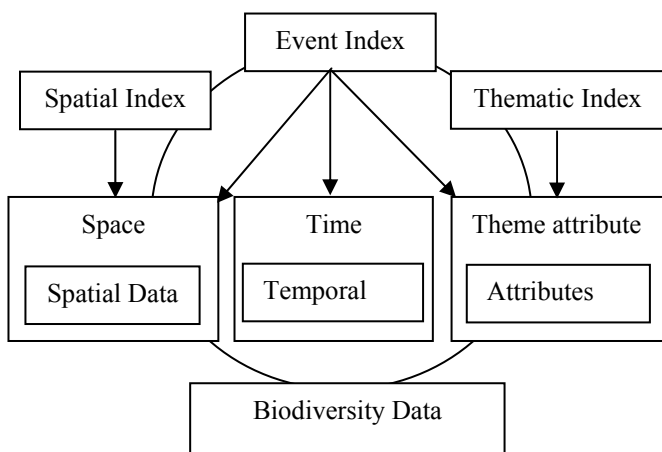 Event Index
Spatial Index
Thematic Index
Space
Time
Theme attribute
Spatial Data
Temporal
Attributes
Biodiversity Data